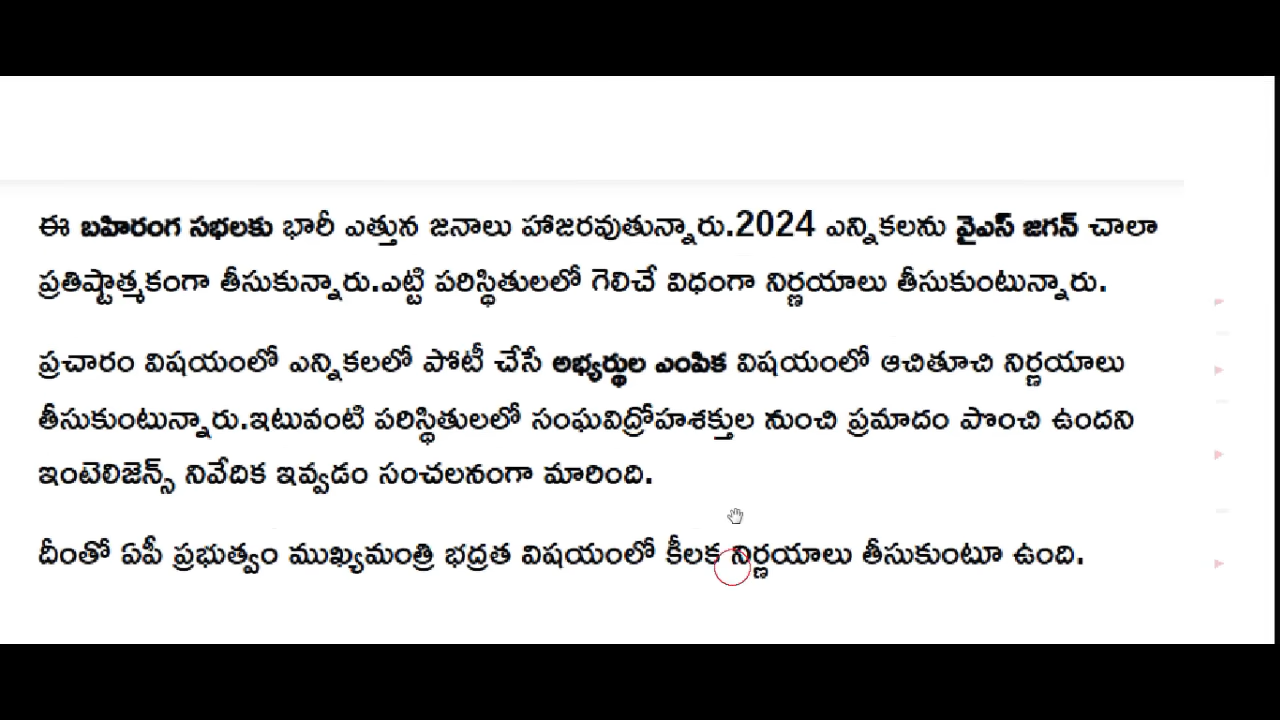 ఈ బహిరంగ సభలకు భారీ ఎత్తున జనాలు హాజరవుతున్నారు.2024 ఎన్నికలను వైఎస్ జగన్ చాలా
ప్రతిష్టాత్మకంగా తీసుకున్నారు.ఎట్టి పరిస్థితులలో గెలిచే విధంగా నిర్ణయాలు తీసుకుంటున్నారు.
ప్రచారం విషయంలో ఎన్నికలలో పోటీ చేసే అభ్యర్థుల ఎంపిక విషయంలో ఆచితూచి నిర్ణయాలు
తీసుకుంటున్నారు.ఇటువంటి పరిస్థితులలో సంఘవిద్రోహశక్తుల నుంచి ప్రమాదం పొంచి ఉందని
ఇంటెలిజెన్స్ నివేదిక ఇవ్వడం సంచలనంగా మారింది.
దీంతో ఏపీ ప్రభుత్వం ముఖ్యమంత్రి భద్రత విషయంలో కీలక నిర్ణయాలు తీసుకుంటూ ఉంది.